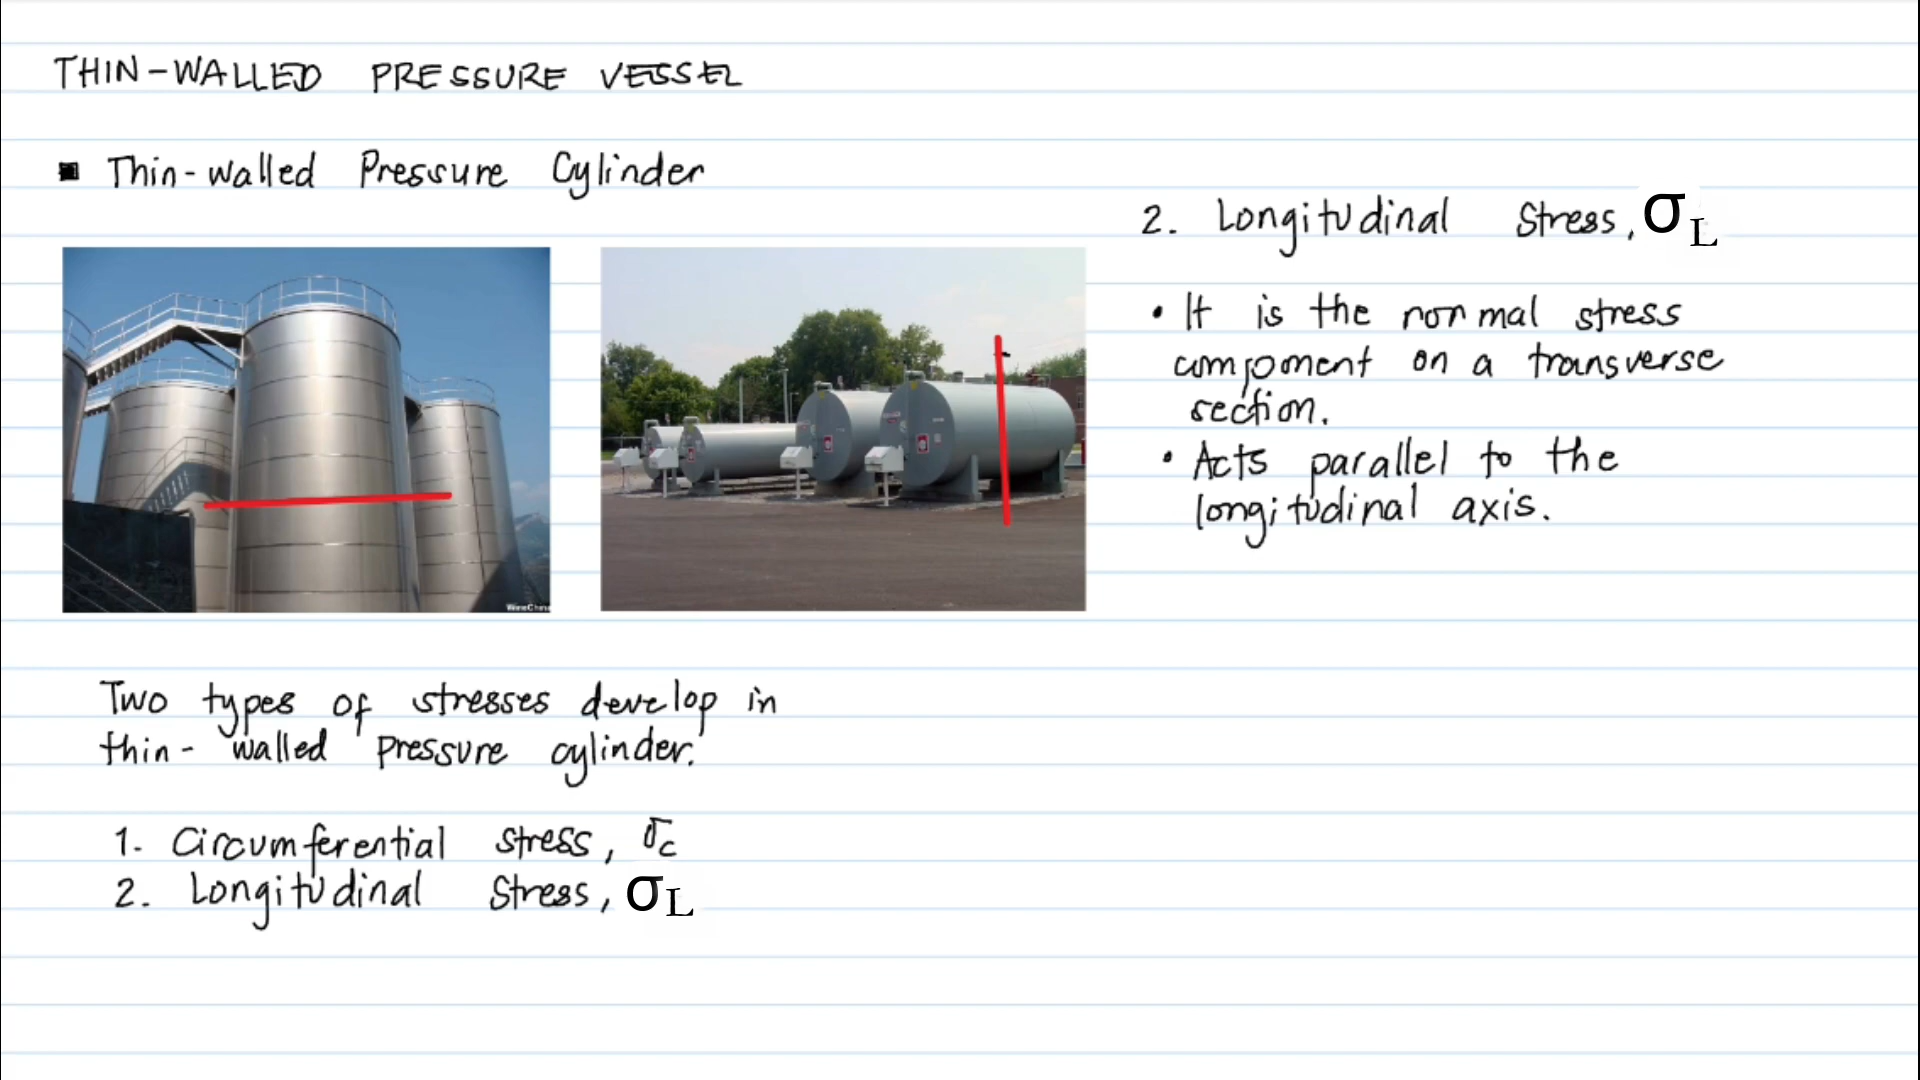 THIN-WALLED PRESSURE VESSEL
■ Thin-walled Pressure Cylinder
WineChina
Two types of stresses develop in
thin-walled pressure cylinder.
1. Circumferential stress, σc
2. Longitudinal Stress, σL
2. Longitudinal Stress, σL
• It is the normal stress
component on a transverse
section.
• Acts parallel to the
longitudinal axis.